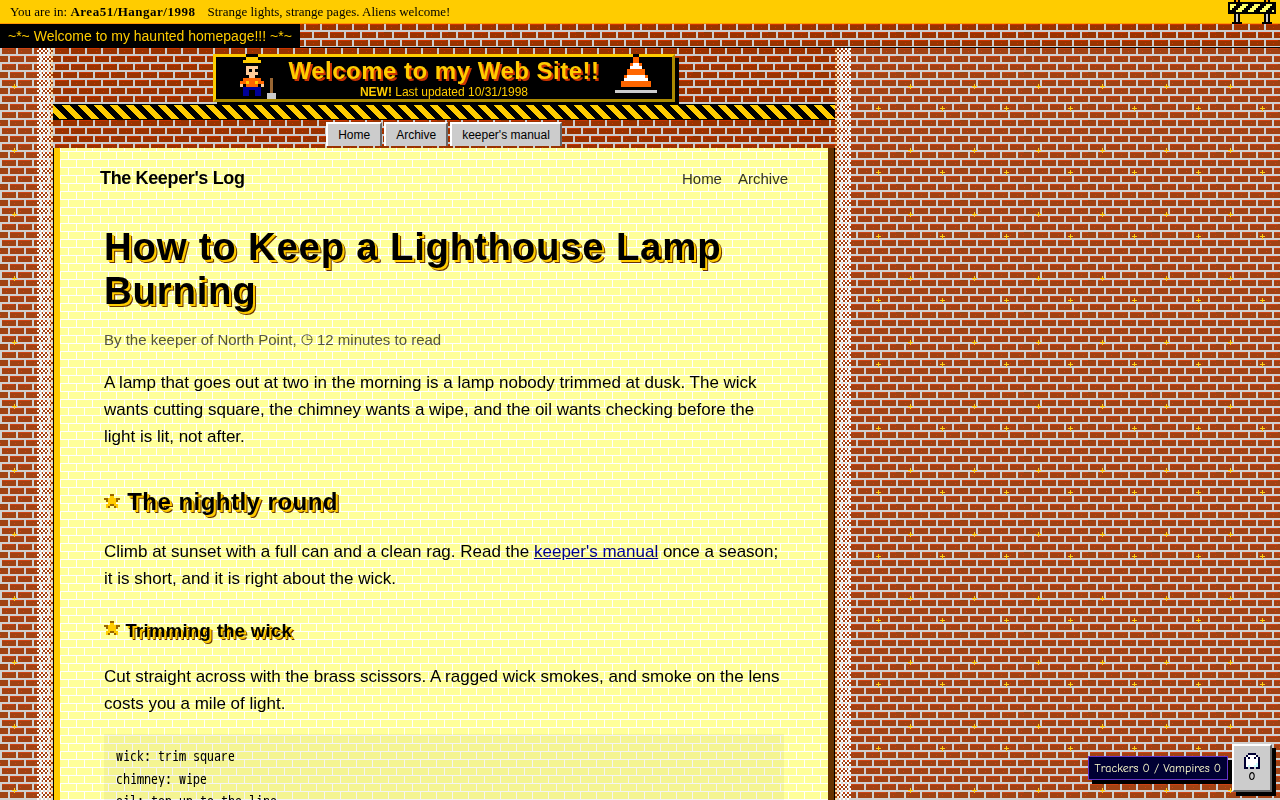 You are in: Area51/Hangar/1998 Strange lights, strange pages. Aliens welcome!
~*~ Welcome to my haunted homepage!!! ~*~
Welcome to my Web Site!!
NEW! Last updated 10/31/1998
Home Archive keeper's manual
The Keeper's Log Home Archive
How to Keep a Lighthouse Lamp
Burning
By the keeper of North Point, 12 minutes to read
A lamp that goes out at two in the morning is a lamp nobody trimmed at dusk. The wick
wants cutting square, the chimney wants a wipe, and the oil wants checking before the
light is lit, not after.
The nightly round
Climb at sunset with a full can and a clean rag. Read the keeper's manual once a season;
it is short, and it is right about the wick.
Trimming the wick
Cut straight across with the brass scissors. A ragged wick smokes, and smoke on the lens
costs you a mile of light.
wick: trim square
chimney: wipe
oil: top up to the line
Trackers 0 / Vampires 0
0